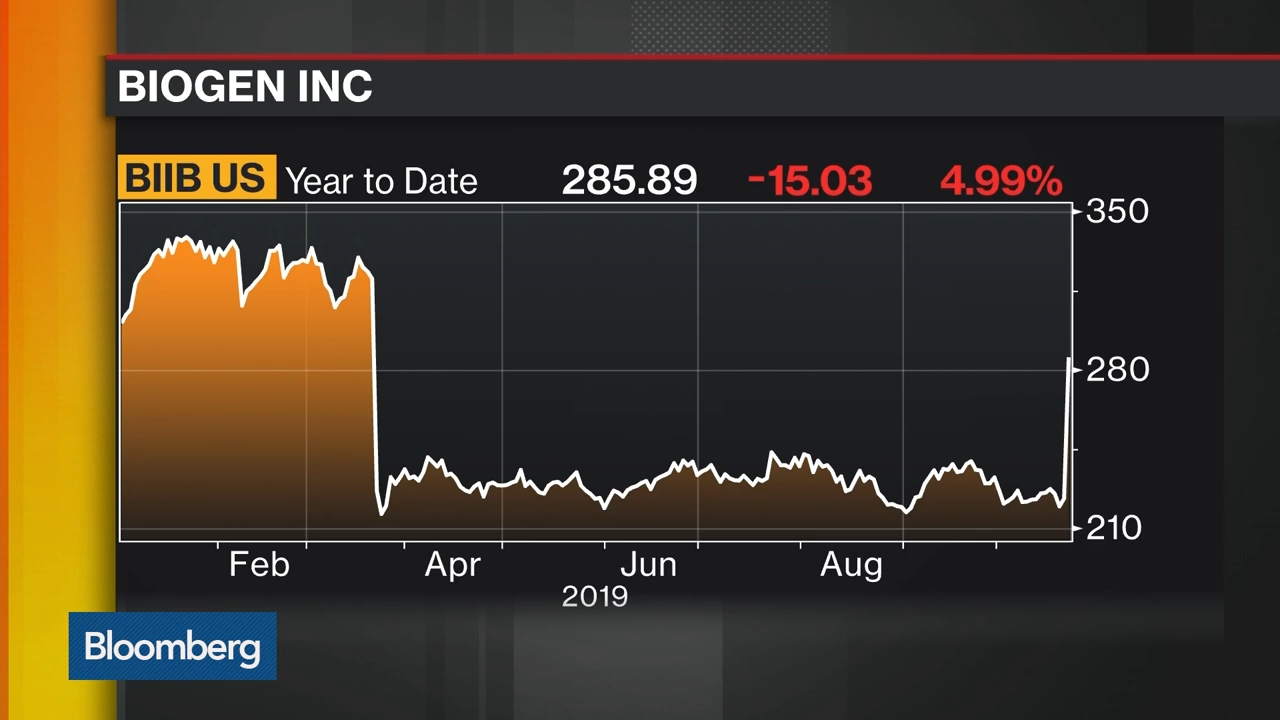 BIOGEN INC
BIIB US Year to Date 285.89 -15.03 4.99%
350
280
210
Feb Apr Jun Aug
2019
Bloomberg